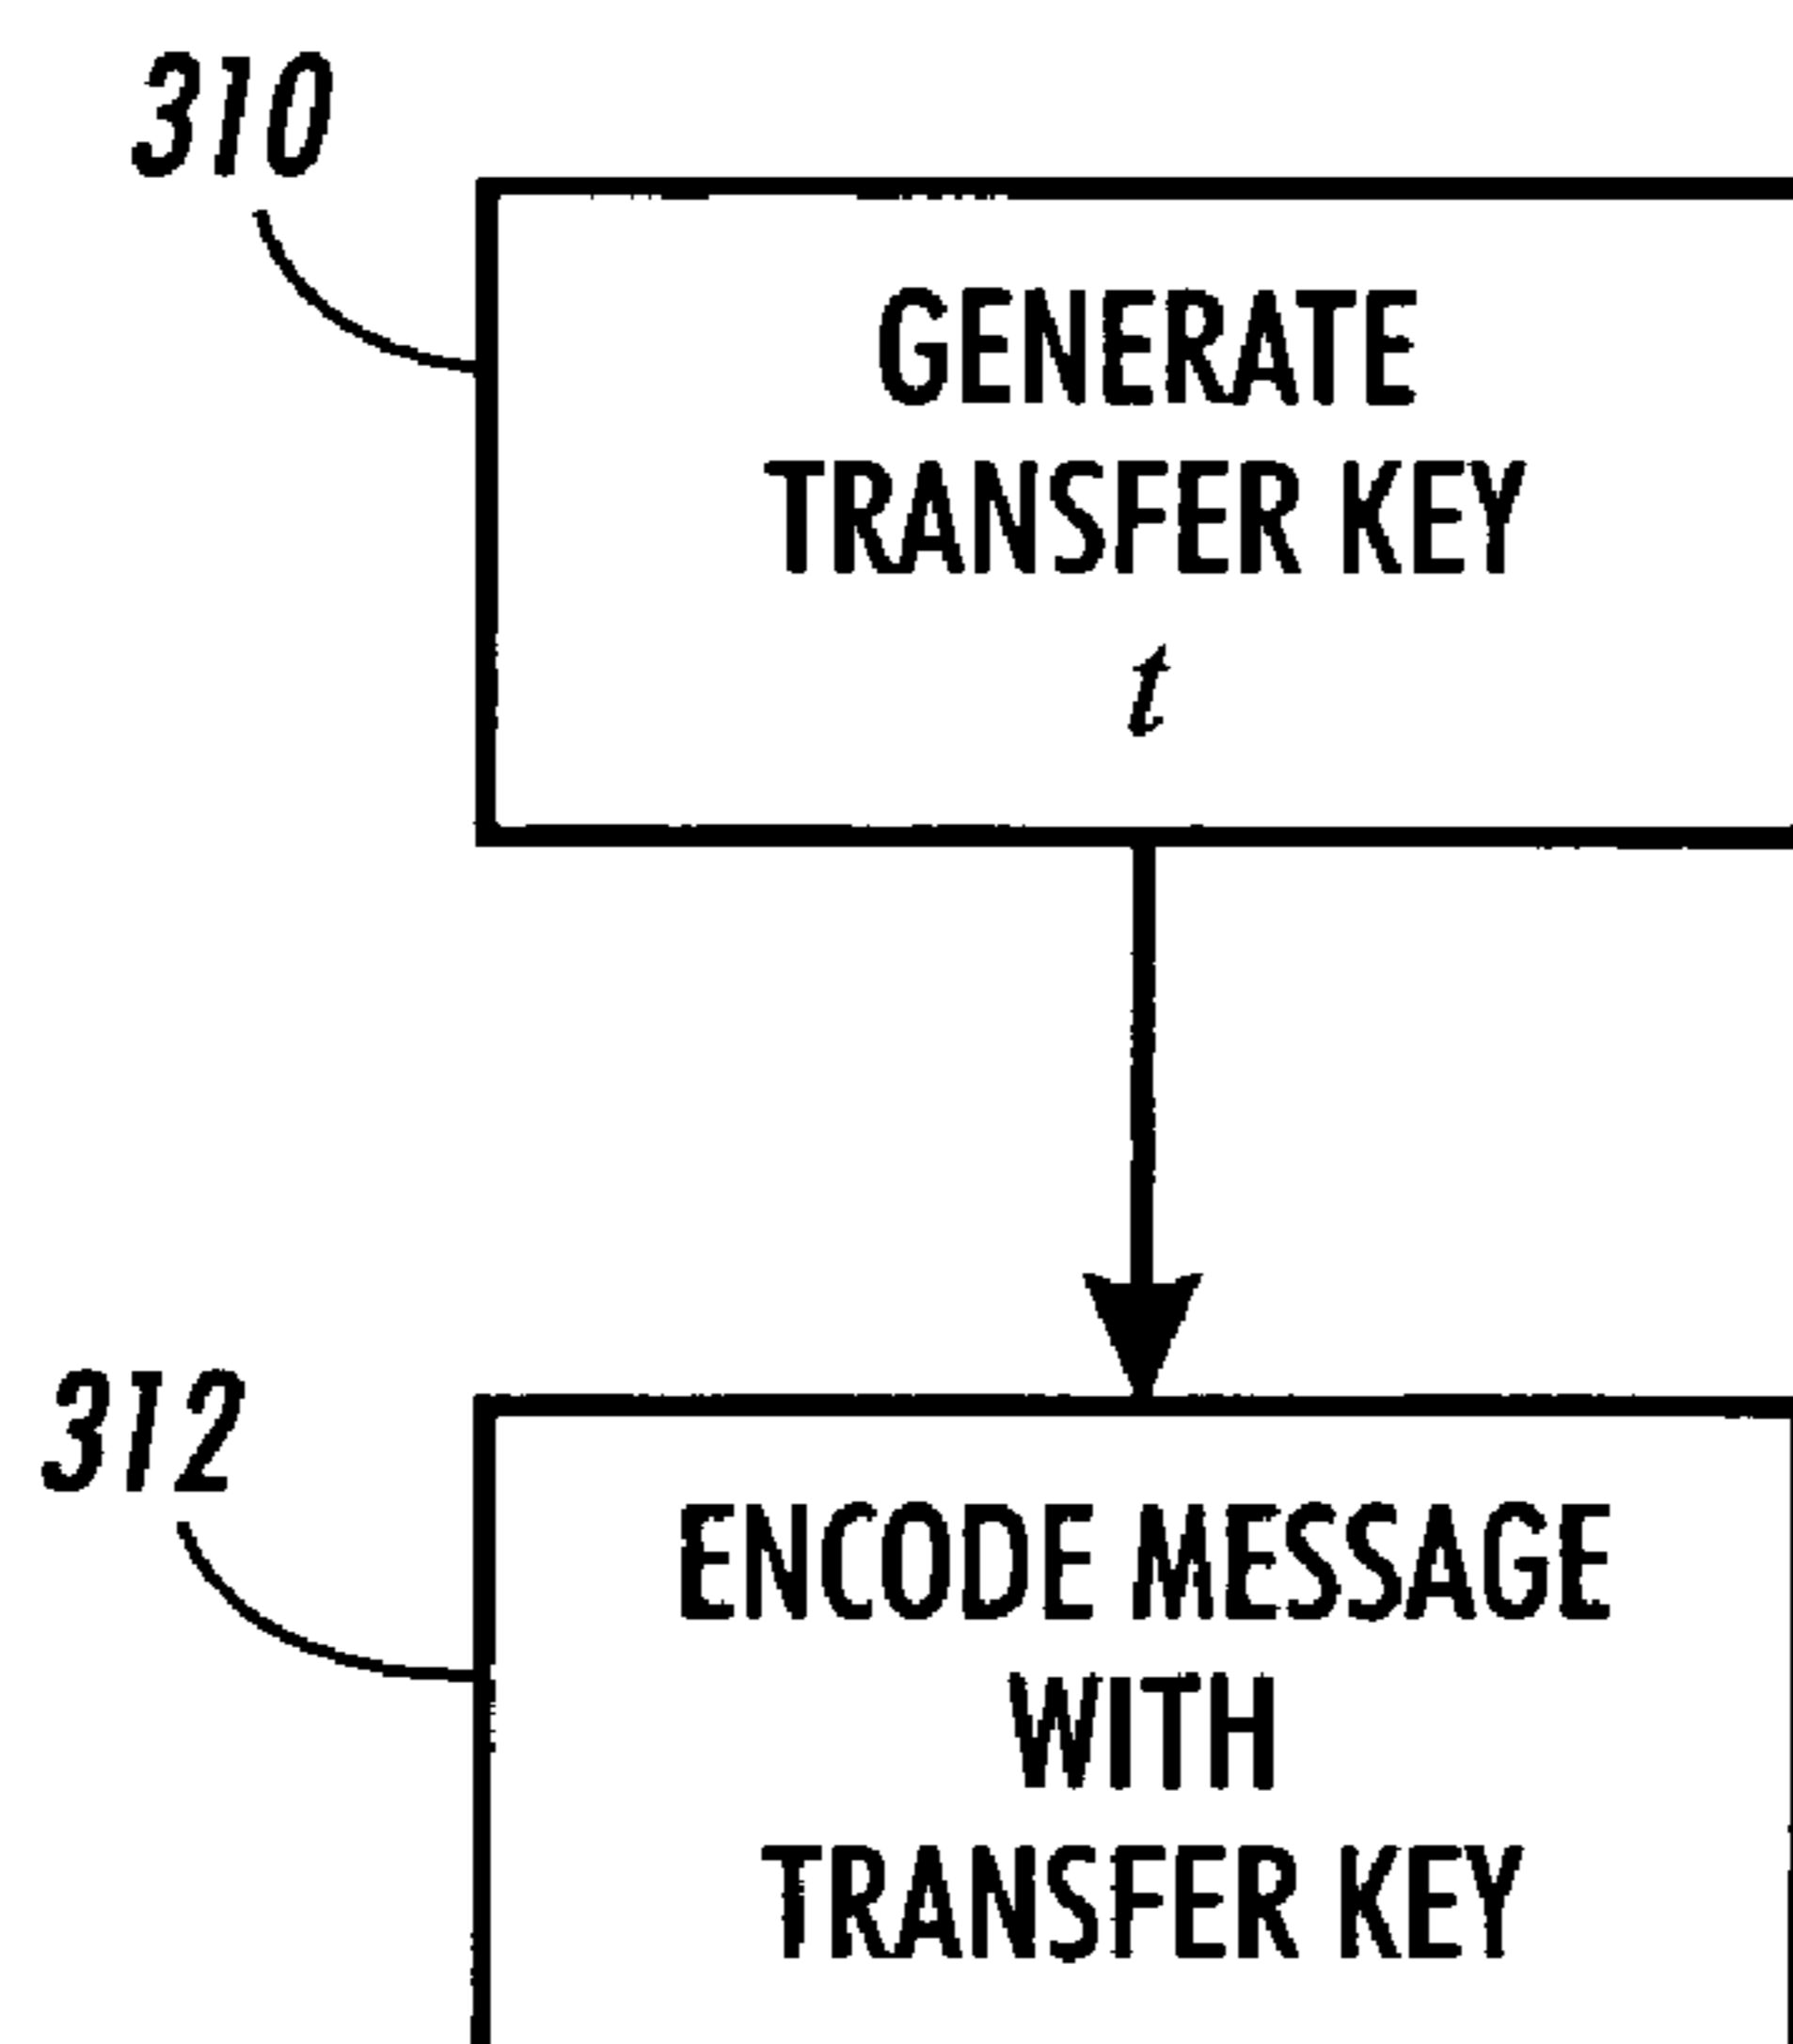 310
GENERATE
TRANSFER KEY
t
312
ENCODE MESSAGE
WITH
TRANSFER KEY